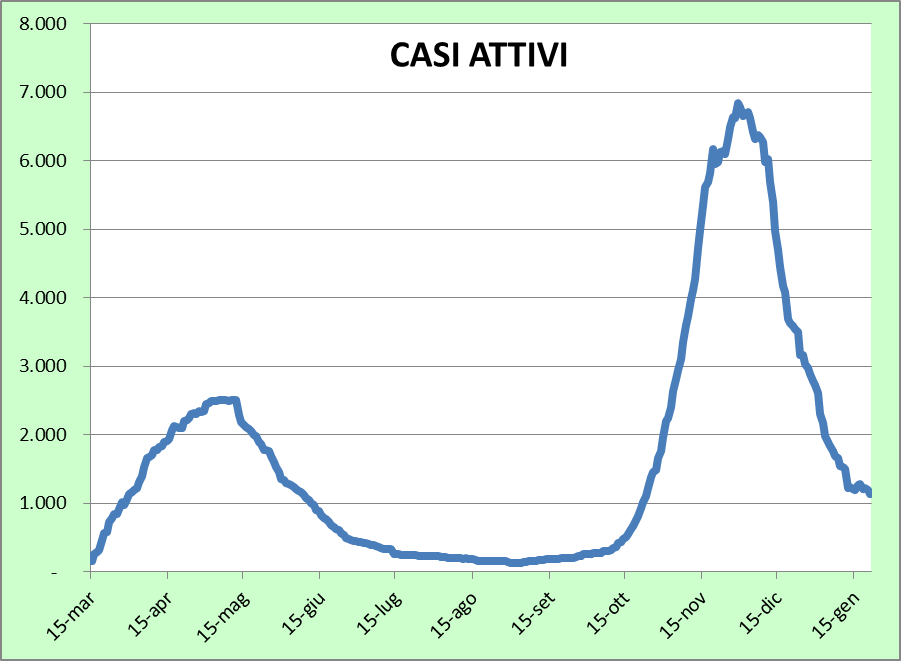 CASI ATTIVI
8.000
7.000
6.000
5.000
4.000
3.000
2.000
1.000
-
15-mar
15-apr
15-mag
15-giu
15-lug
15-ago
15-set
15-ott
15-nov
15-dic
15-gen